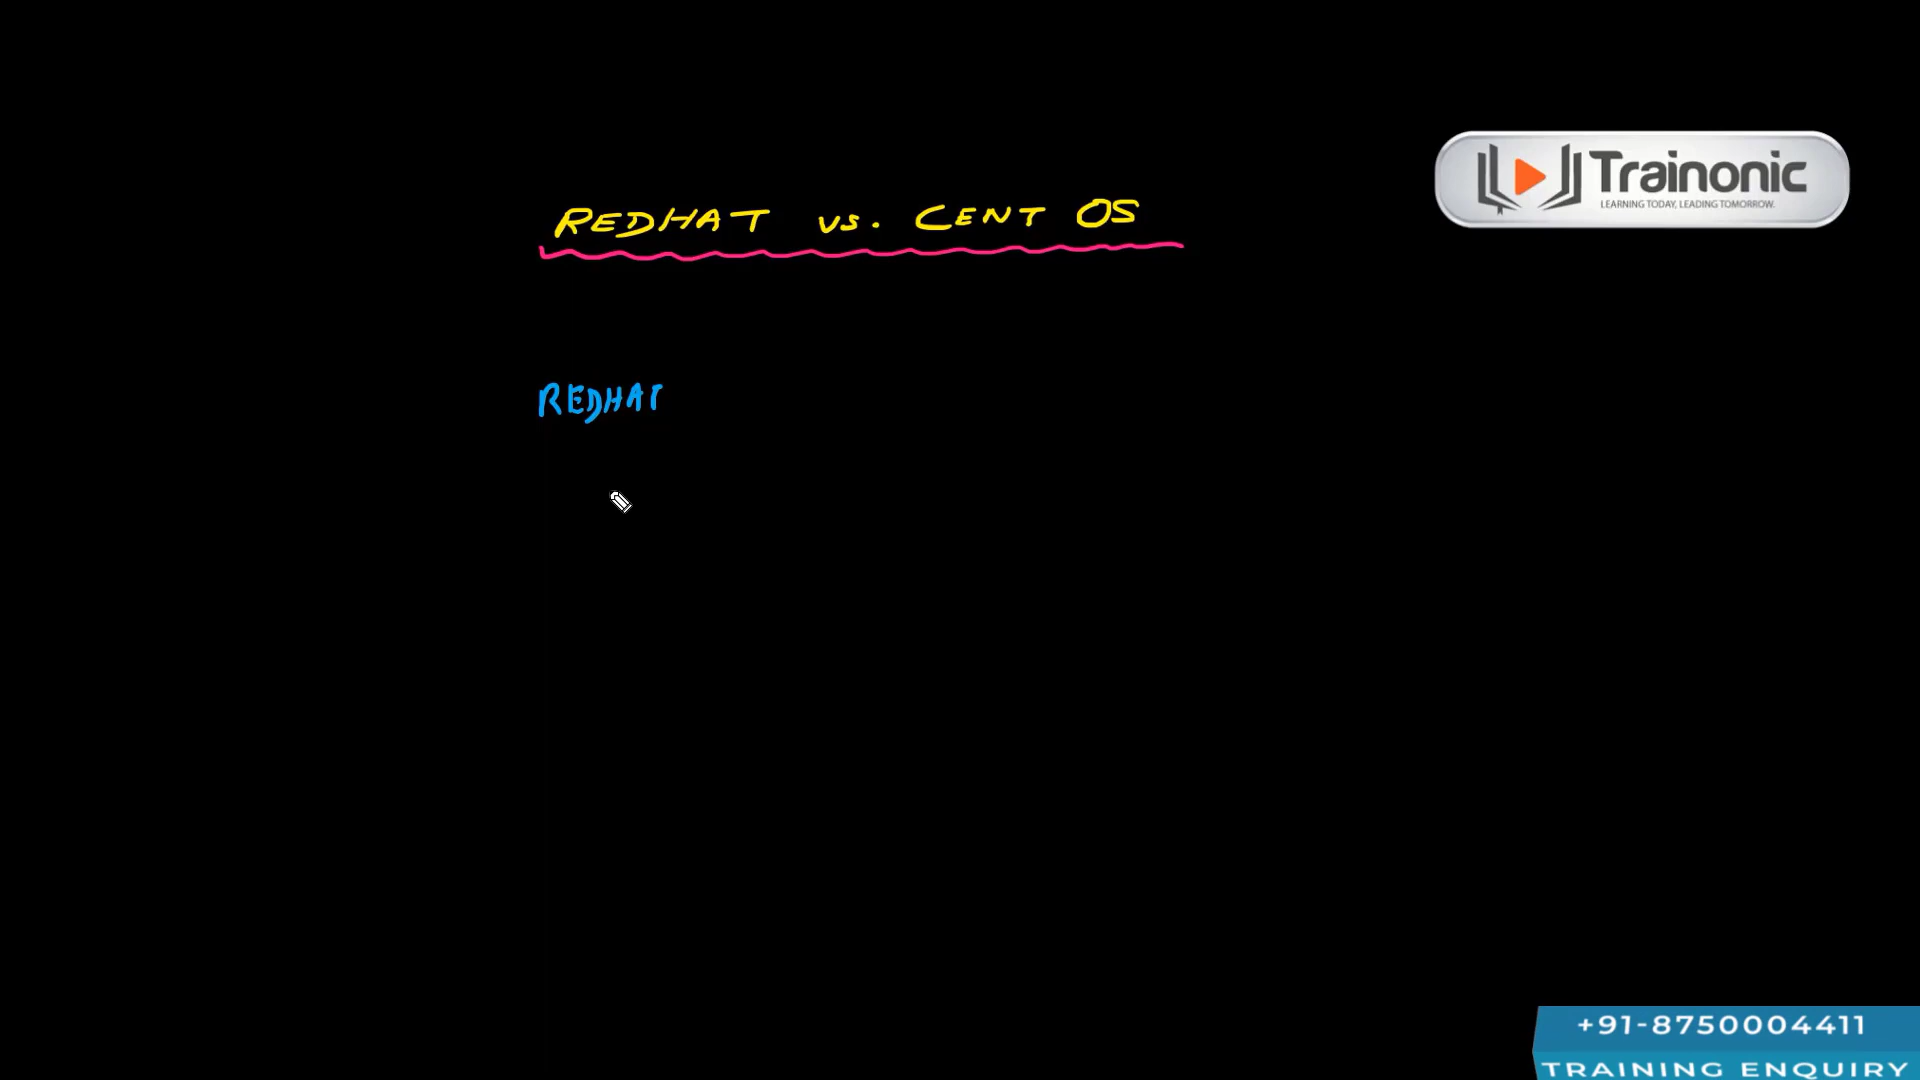 REDHAT vs. CENT OS
Trainonic
LEARNING TODAY, LEADING TOMORROW.
REDHAT
+91-8750004411
TRAINING ENQUIRY